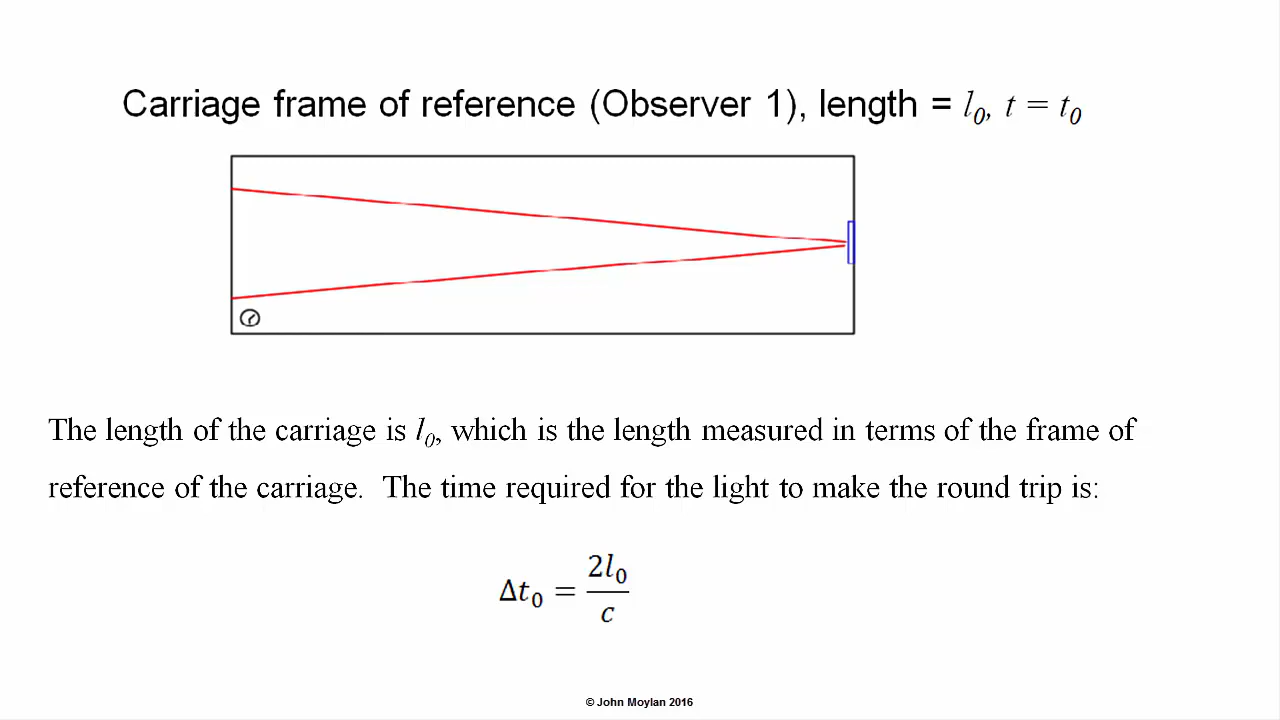 Carriage frame of reference (Observer 1), length = l₀, t = t₀
The length of the carriage is l₀, which is the length measured in terms of the frame of
reference of the carriage.  The time required for the light to make the round trip is:
Δt₀ = 2l₀/c
© John Moylan 2016